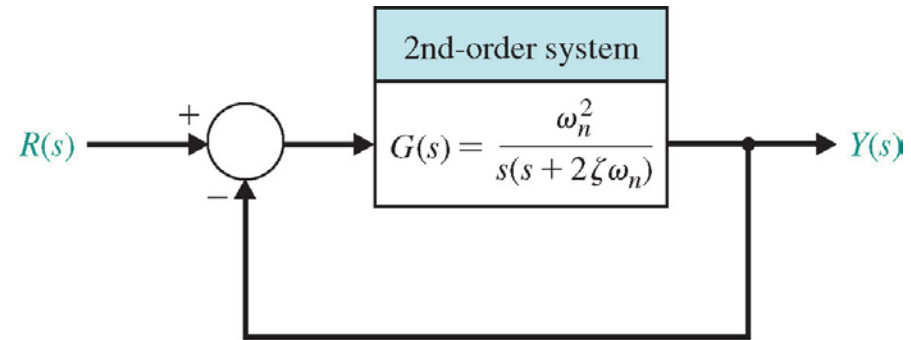 2nd-order system
R(s)
+
−
G(s) = ωₙ² / s(s + 2ζωₙ)
Y(s)